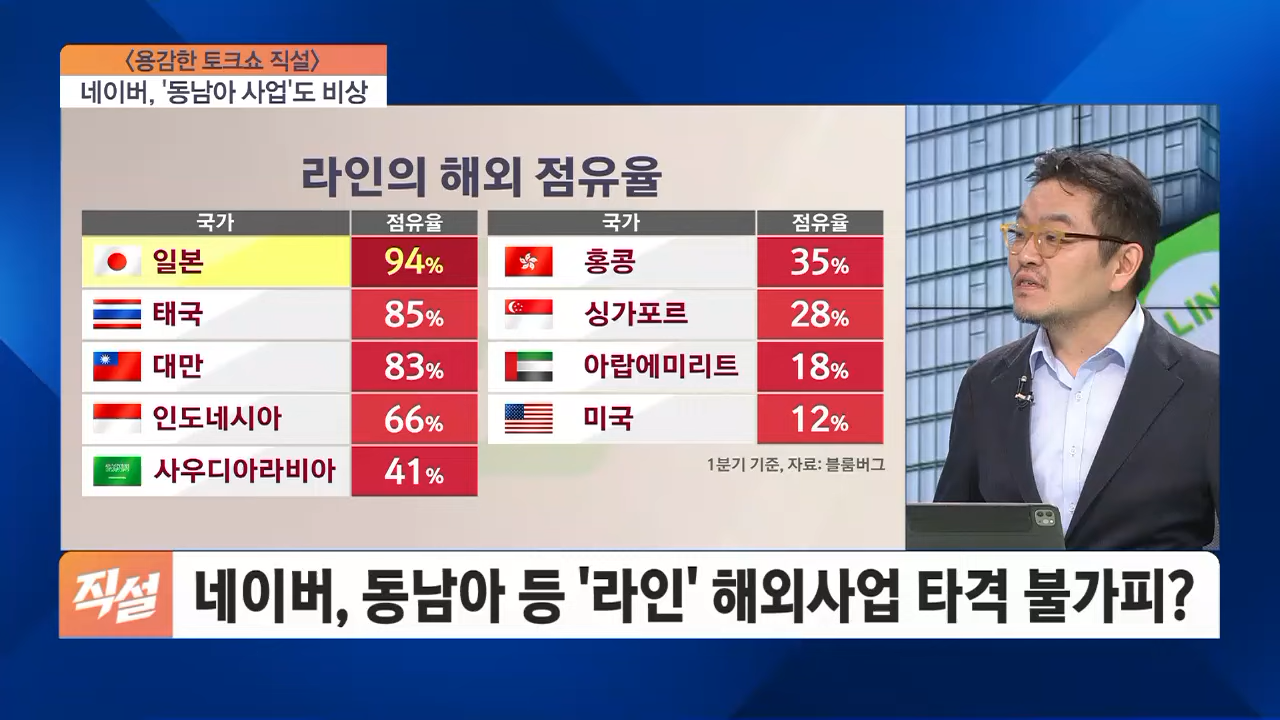 <용감한 토크쇼 직설>
네이버, '동남아 사업'도 비상
라인의 해외 점유율
국가 점유율 국가 점유율
일본 94% 홍콩 35%
태국 85% 싱가포르 28%
대만 83% 아랍에미리트 18%
인도네시아 66% 미국 12%
사우디아라비아 41%
1분기 기준, 자료: 블룸버그
LIN
직설
네이버, 동남아 등 '라인' 해외사업 타격 불가피?